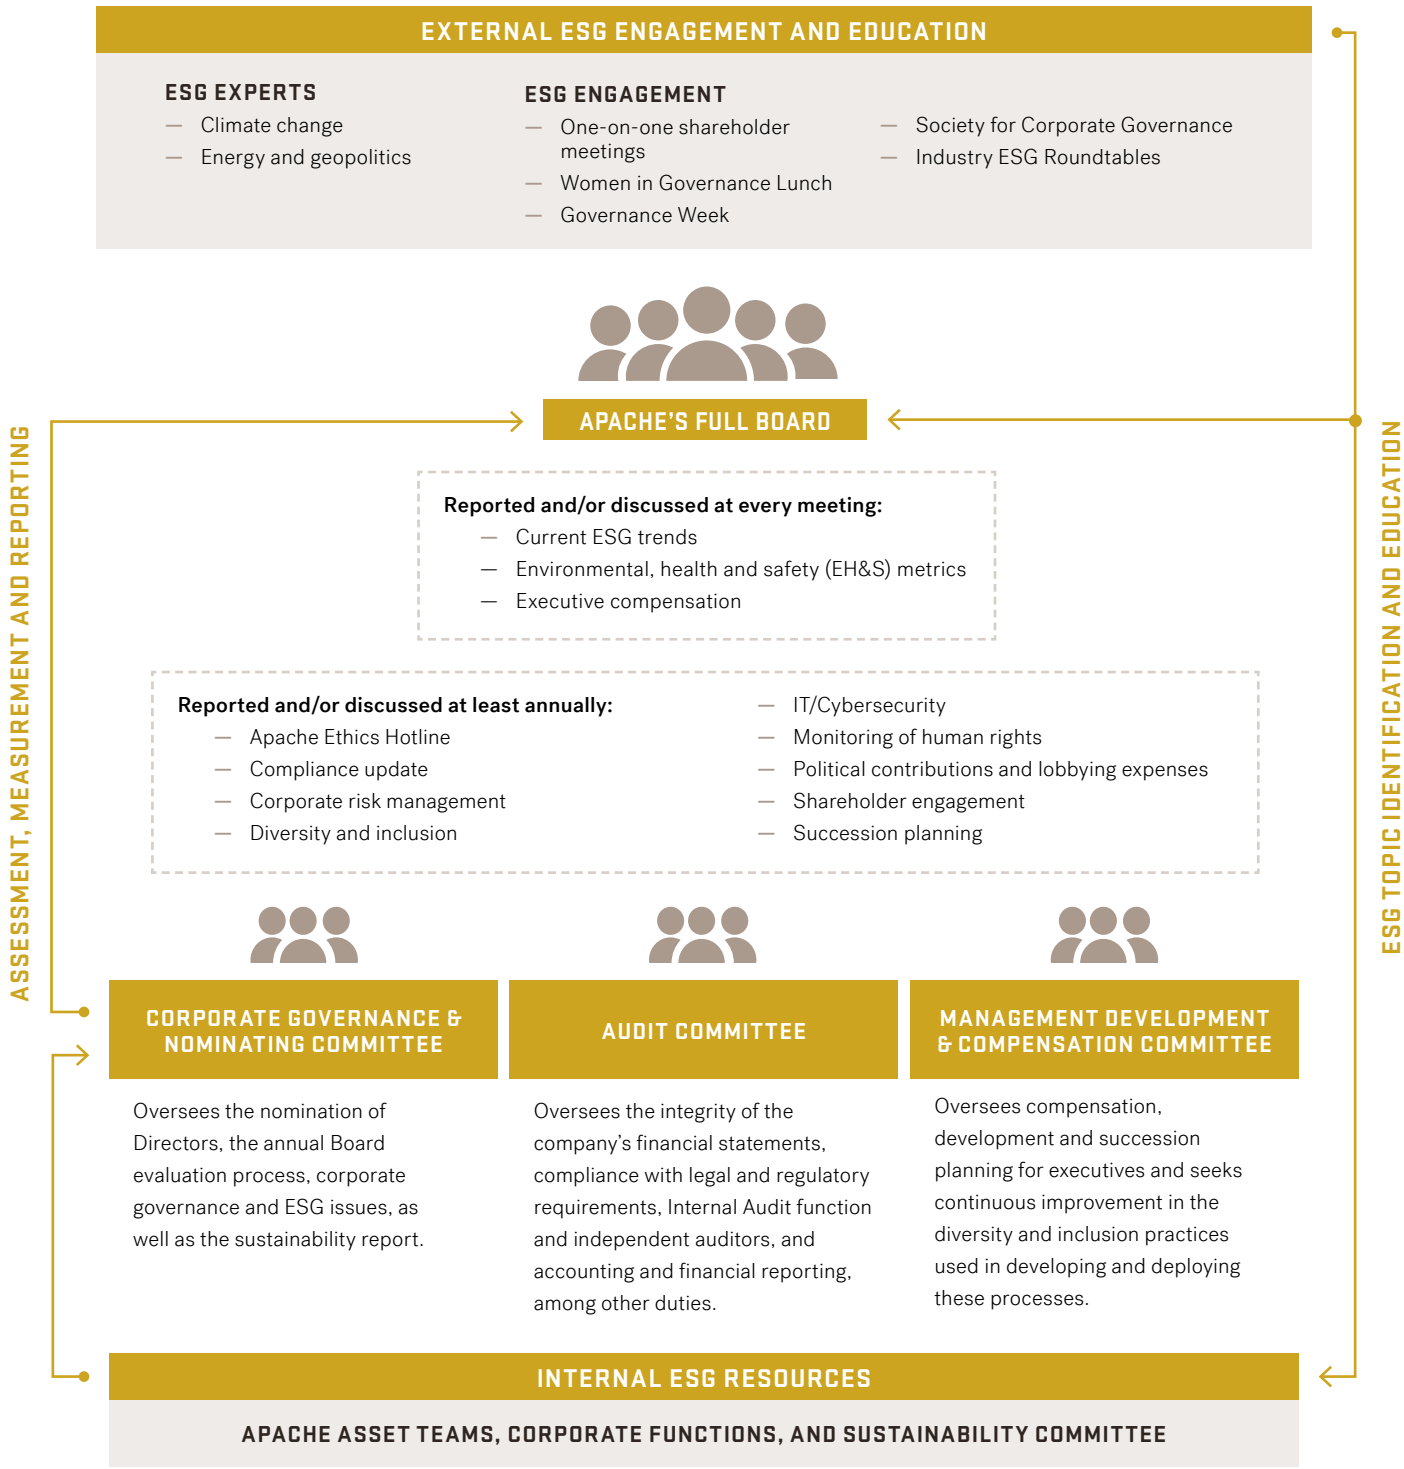 EXTERNAL ESG ENGAGEMENT AND EDUCATION
ESG EXPERTS
— Climate change
— Energy and geopolitics
ESG ENGAGEMENT
— One-on-one shareholder
meetings
— Women in Governance Lunch
— Governance Week
— Society for Corporate Governance
— Industry ESG Roundtables
APACHE'S FULL BOARD
Reported and/or discussed at every meeting:
— Current ESG trends
— Environmental, health and safety (EH&S) metrics
— Executive compensation
Reported and/or discussed at least annually:
— Apache Ethics Hotline
— Compliance update
— Corporate risk management
— Diversity and inclusion
— IT/Cybersecurity
— Monitoring of human rights
— Political contributions and lobbying expenses
— Shareholder engagement
— Succession planning
ASSESSMENT, MEASUREMENT AND REPORTING
ESG TOPIC IDENTIFICATION AND EDUCATION
CORPORATE GOVERNANCE &
NOMINATING COMMITTEE
Oversees the nomination of
Directors, the annual Board
evaluation process, corporate
governance and ESG issues, as
well as the sustainability report.
AUDIT COMMITTEE
Oversees the integrity of the
company's financial statements,
compliance with legal and regulatory
requirements, Internal Audit function
and independent auditors, and
accounting and financial reporting,
among other duties.
MANAGEMENT DEVELOPMENT
& COMPENSATION COMMITTEE
Oversees compensation,
development and succession
planning for executives and seeks
continuous improvement in the
diversity and inclusion practices
used in developing and deploying
these processes.
INTERNAL ESG RESOURCES
APACHE ASSET TEAMS, CORPORATE FUNCTIONS, AND SUSTAINABILITY COMMITTEE